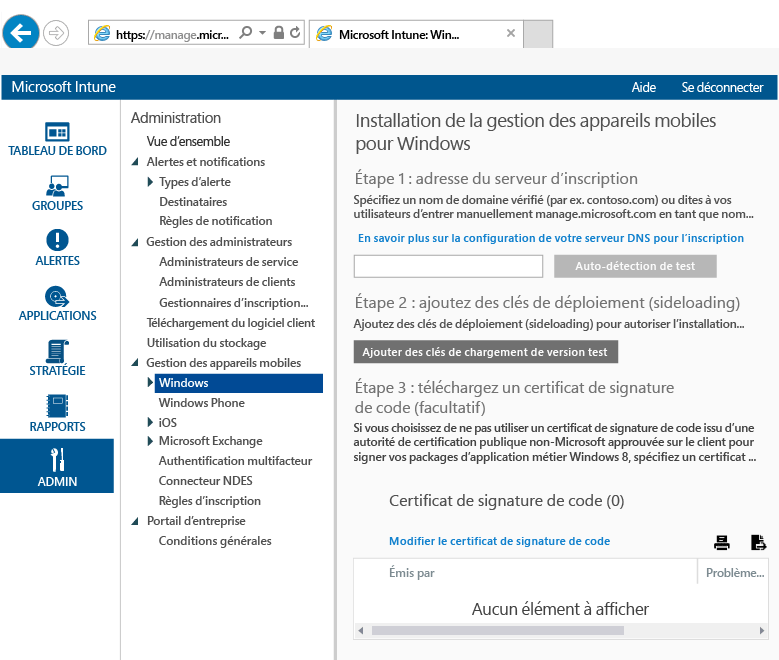 https://manage.micr...
Microsoft Intune: Win...
Microsoft Intune
Aide
Se déconnecter
TABLEAU DE BORD
GROUPES
ALERTES
APPLICATIONS
STRATÉGIE
RAPPORTS
ADMIN
Administration
Vue d'ensemble
Alertes et notifications
Types d'alerte
Destinataires
Règles de notification
Gestion des administrateurs
Administrateurs de service
Administrateurs de clients
Gestionnaires d'inscription...
Téléchargement du logiciel client
Utilisation du stockage
Gestion des appareils mobiles
Windows
Windows Phone
iOS
Microsoft Exchange
Authentification multifacteur
Connecteur NDES
Règles d'inscription
Portail d'entreprise
Conditions générales
Installation de la gestion des appareils mobiles
pour Windows
Étape 1 : adresse du serveur d'inscription
Spécifiez un nom de domaine vérifié (par ex. contoso.com) ou dites à vos
utilisateurs d'entrer manuellement manage.microsoft.com en tant que nom...
En savoir plus sur la configuration de votre serveur DNS pour l'inscription
Auto-détection de test
Étape 2 : ajoutez des clés de déploiement (sideloading)
Ajoutez des clés de déploiement (sideloading) pour autoriser l'installation...
Ajouter des clés de chargement de version test
Étape 3 : téléchargez un certificat de signature
de code (facultatif)
Si vous choisissez de ne pas utiliser un certificat de signature de code issu d'une
autorité de certification publique non-Microsoft approuvée sur le client pour
signer vos packages d'application métier Windows 8, spécifiez un certificat ...
Certificat de signature de code (0)
Modifier le certificat de signature de code
Émis par
Problème...
Aucun élément à afficher